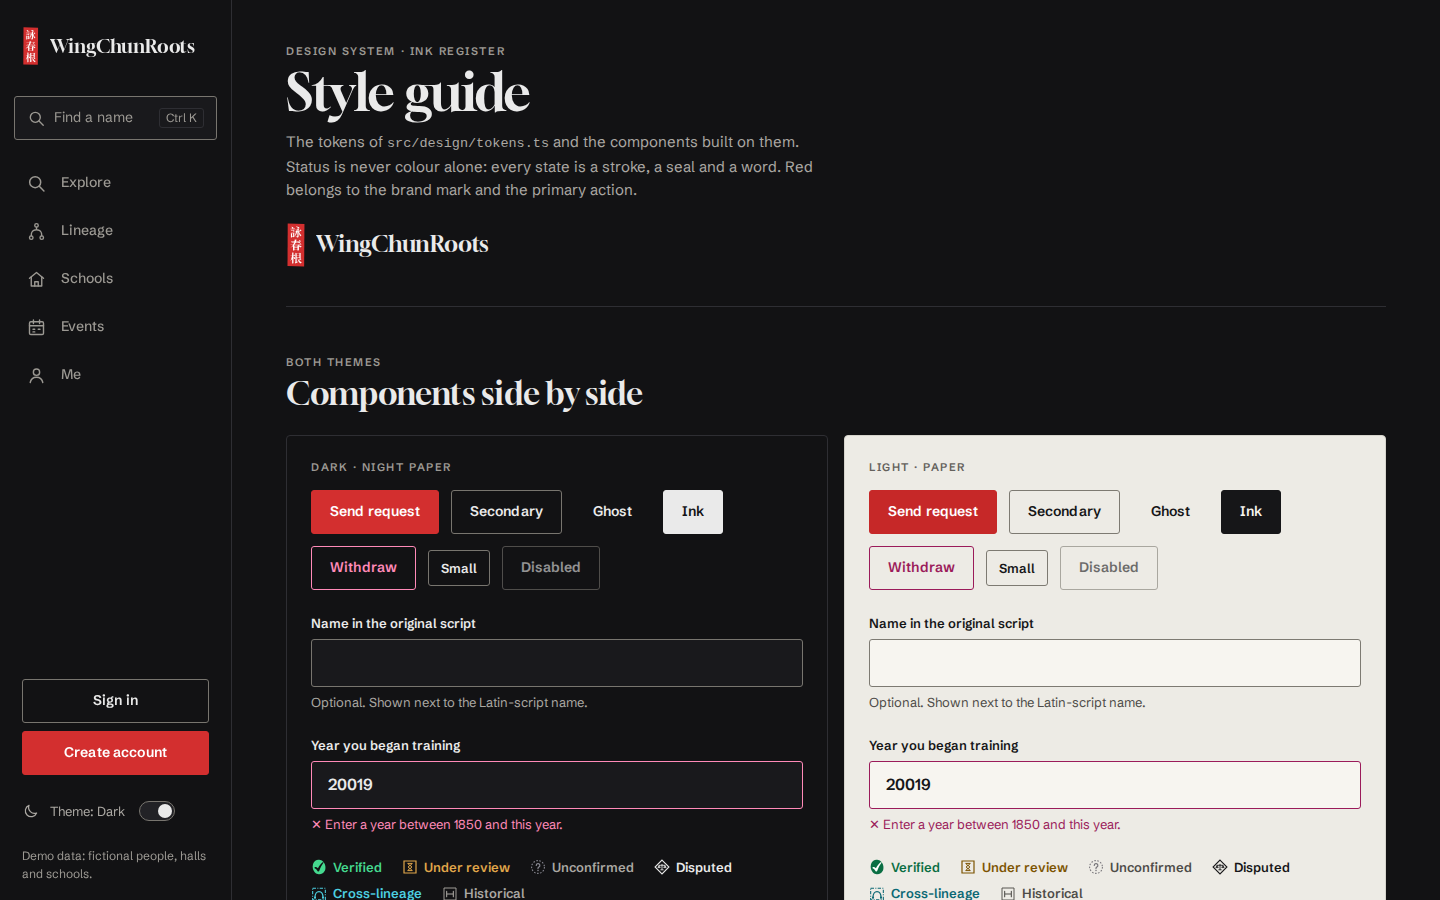 詠春根
WingChunRoots
Find a name
Ctrl K
Explore
Lineage
Schools
Events
Me
Sign in
Create account
Theme: Dark
Demo data: fictional people, halls
and schools.
DESIGN SYSTEM · INK REGISTER
Style guide
The tokens of src/design/tokens.ts and the components built on them.
Status is never colour alone: every state is a stroke, a seal and a word. Red
belongs to the brand mark and the primary action.
詠春根
WingChunRoots
BOTH THEMES
Components side by side
DARK · NIGHT PAPER
Send request
Secondary
Ghost
Ink
Withdraw
Small
Disabled
Name in the original script
Optional. Shown next to the Latin-script name.
Year you began training
20019
✕ Enter a year between 1850 and this year.
Verified
Under review
Unconfirmed
Disputed
Cross-lineage
Historical
LIGHT · PAPER
Send request
Secondary
Ghost
Ink
Withdraw
Small
Disabled
Name in the original script
Optional. Shown next to the Latin-script name.
Year you began training
20019
✕ Enter a year between 1850 and this year.
Verified
Under review
Unconfirmed
Disputed
Cross-lineage
Historical